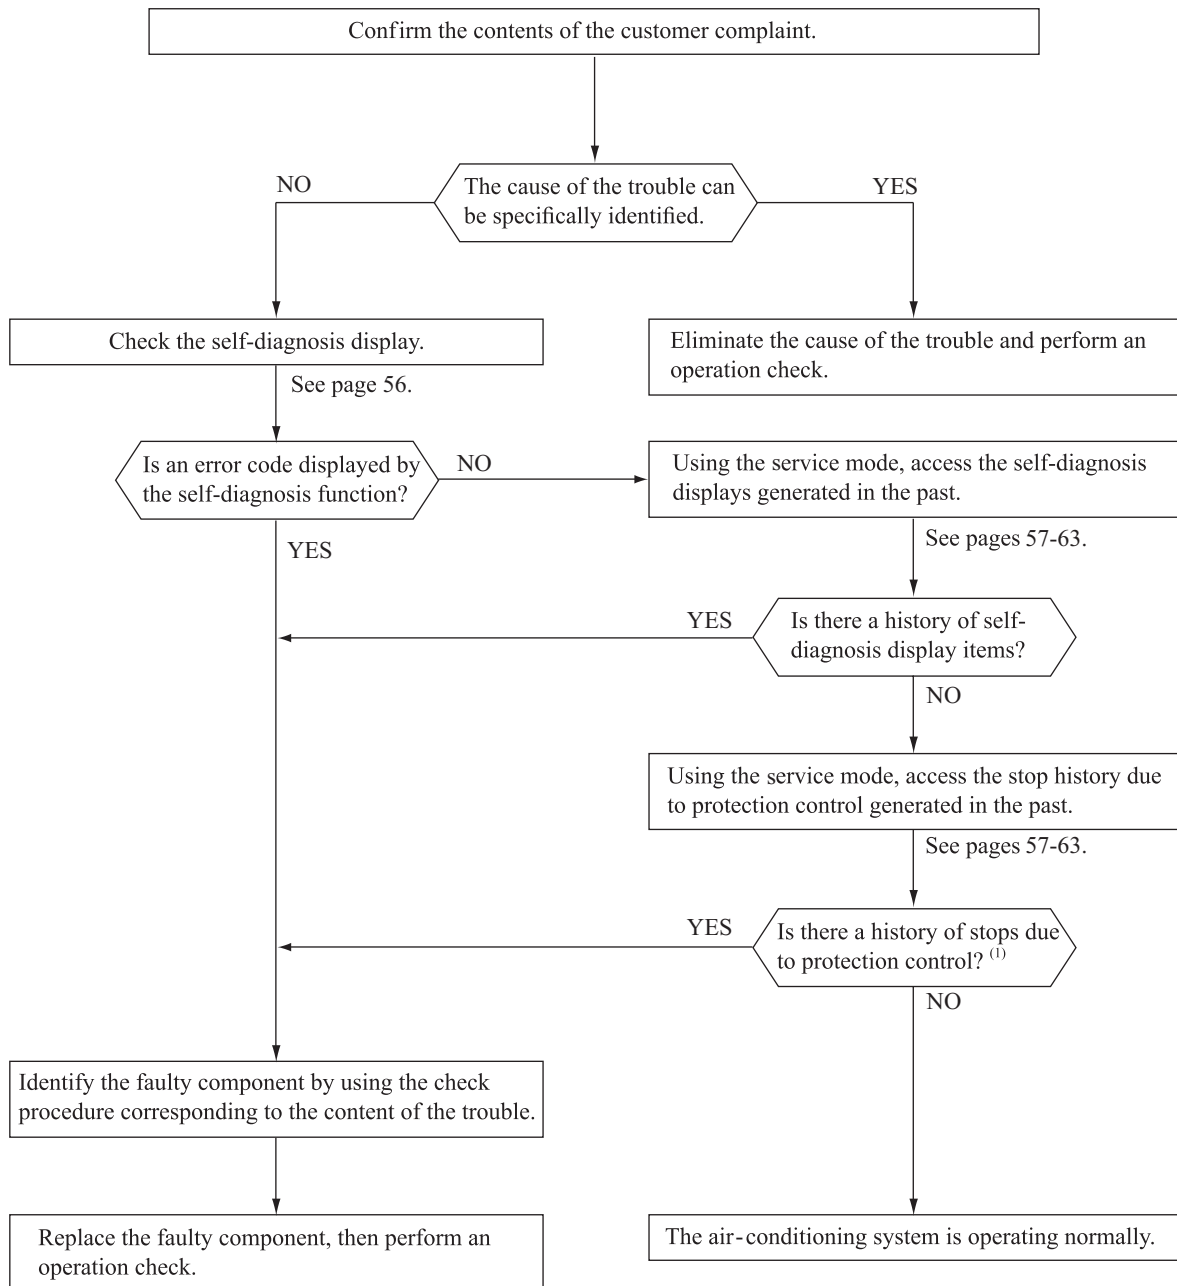 Confirm the contents of the customer complaint.
NO
The cause of the trouble can
be specifically identified.
YES
Check the self-diagnosis display.
See page 56.
Eliminate the cause of the trouble and perform an
operation check.
Is an error code displayed by
the self-diagnosis function?
NO
YES
Using the service mode, access the self-diagnosis
displays generated in the past.
See pages 57-63.
YES
Is there a history of self-
diagnosis display items?
NO
Using the service mode, access the stop history due
to protection control generated in the past.
See pages 57-63.
YES
Is there a history of stops due
to protection control? (1)
NO
Identify the faulty component by using the check
procedure corresponding to the content of the trouble.
Replace the faulty component, then perform an
operation check.
The air-conditioning system is operating normally.